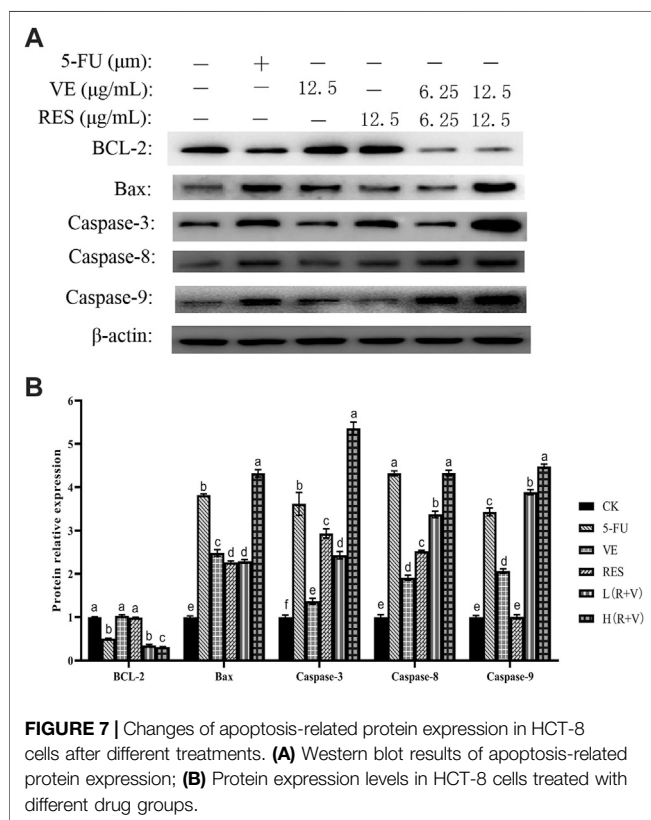 A
5-FU (μm): — + — — — —
VE (μg/mL): — — 12.5 — 6.25 12.5
RES (μg/mL): — — — 12.5 6.25 12.5
BCL-2:
Bax:
Caspase-3:
Caspase-8:
Caspase-9:
β-actin:
B
Protein relative expression
6
5
4
3
2
1
0
a b a a b c
e b c d d a
f b e c d a
e a d c b a
e c d e b a
BCL-2 Bax Caspase-3 Caspase-8 Caspase-9
CK
5-FU
VE
RES
L(R+V)
H(R+V)
FIGURE 7 | Changes of apoptosis-related protein expression in HCT-8
cells after different treatments. (A) Western blot results of apoptosis-related
protein expression; (B) Protein expression levels in HCT-8 cells treated with
different drug groups.